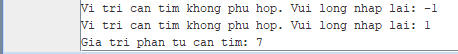 Vi tri can tim khong phu hop. Vui long nhap lai: -1
Vi tri can tim khong phu hop. Vui long nhap lai: 1
Gia tri phan tu can tim: 7